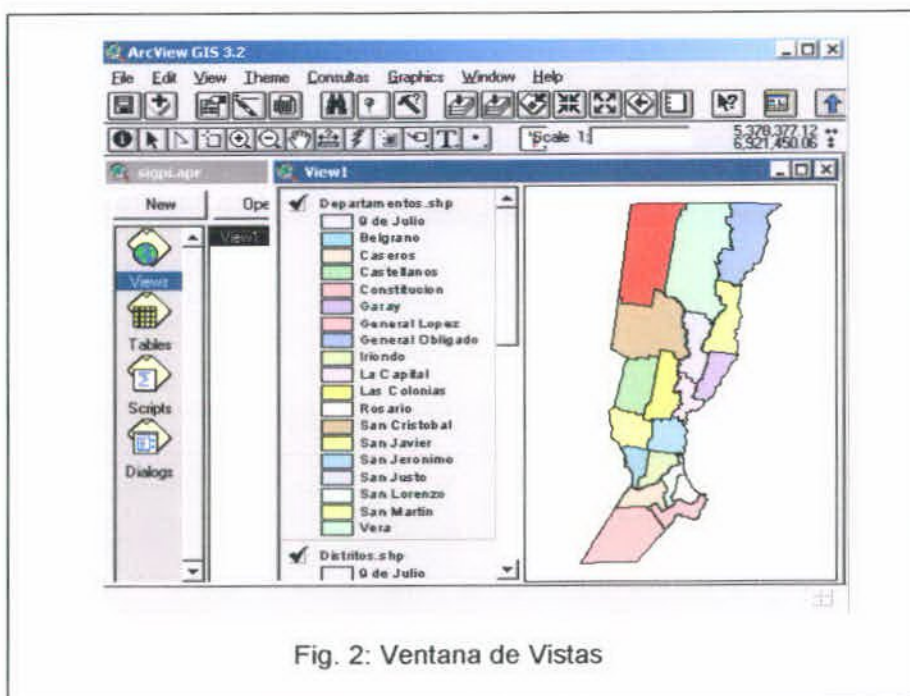 ArcView GIS 3.2
File Edit View Theme Consultas Graphics Window Help
Scale 1:
5,378,377.12
6,921,450.06
sigpi.apr
View1
New Ope
View1
Views
Tables
Scripts
Dialogs
Departamentos.shp
9 de Julio
Belgrano
Caseros
Castellanos
Constitucion
Garay
General Lopez
General Obligado
Iriondo
La Capital
Las Colonias
Rosario
San Cristobal
San Javier
San Jeronimo
San Justo
San Lorenzo
San Martin
Vera
Distritos.shp
9 de Julio
Fig. 2: Ventana de Vistas